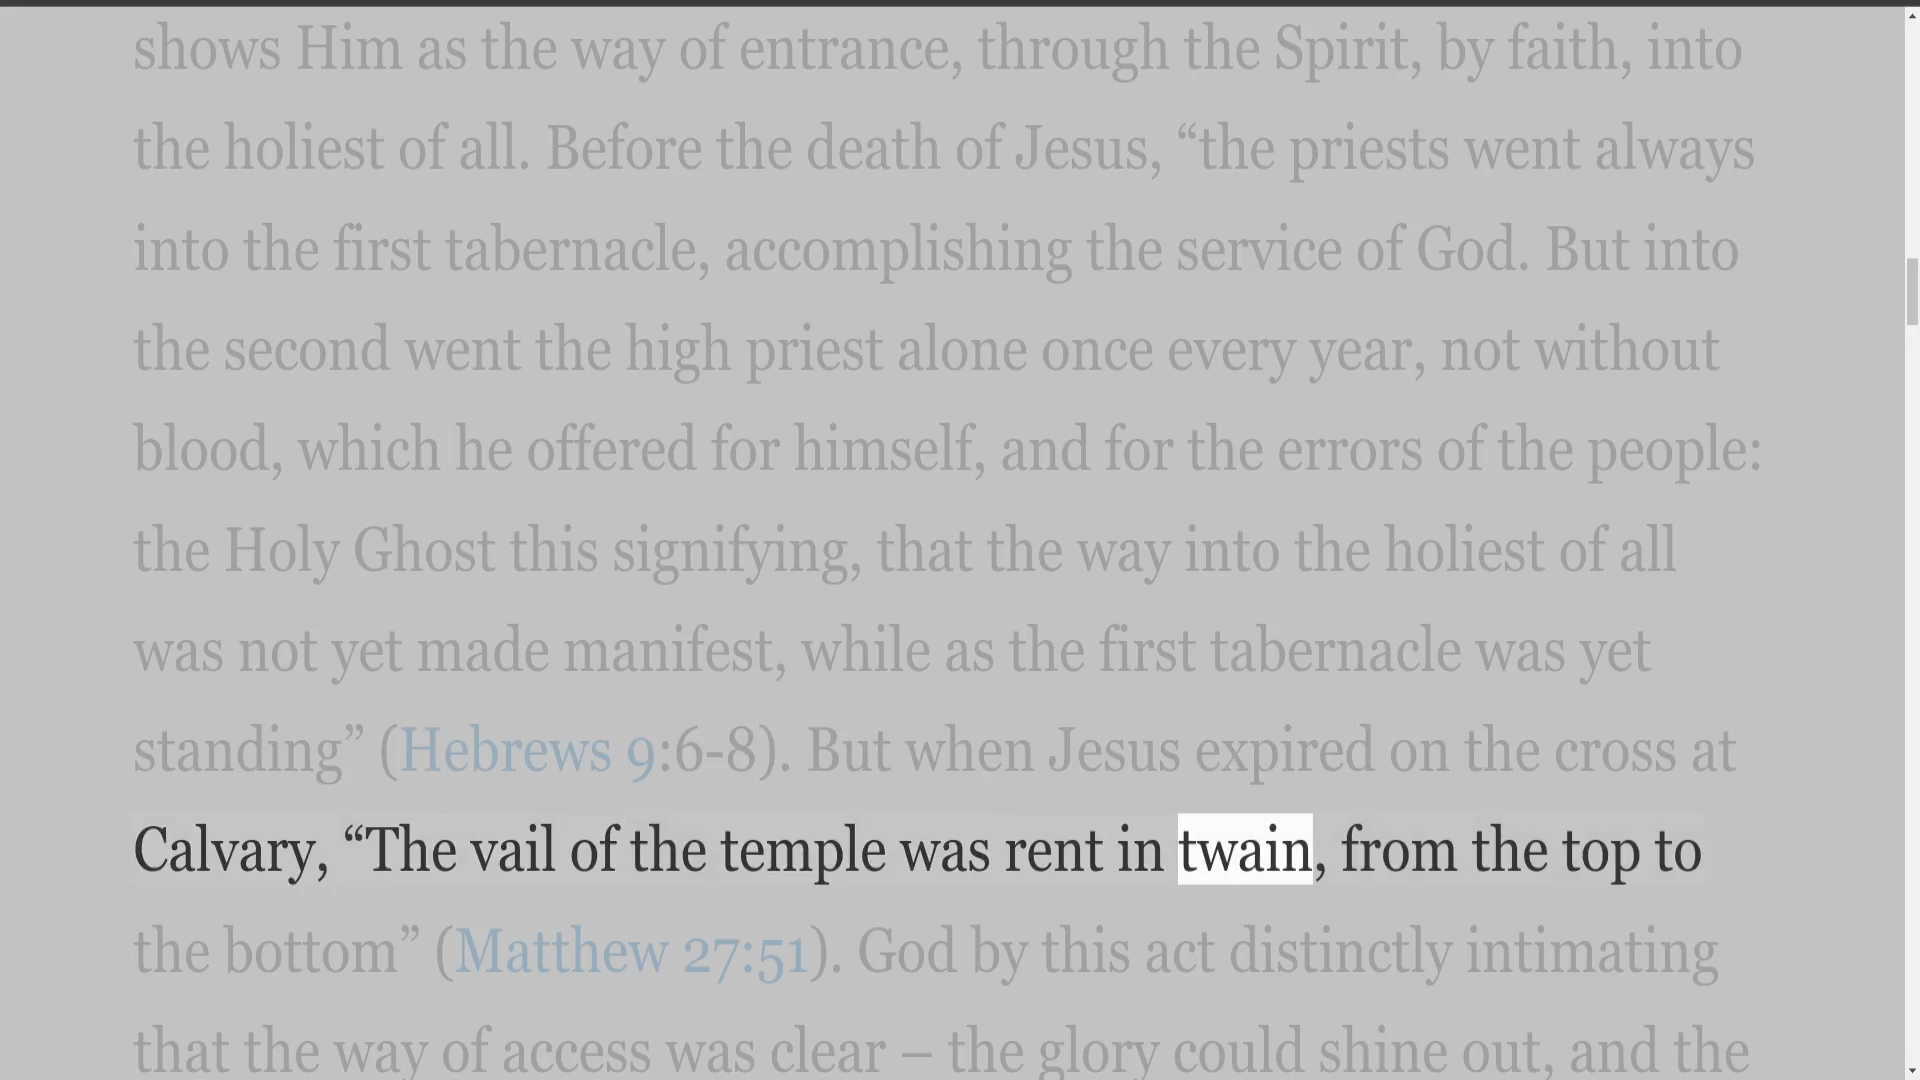 shows Him as the way of entrance, through the Spirit, by faith, into
the holiest of all. Before the death of Jesus, “the priests went always
into the first tabernacle, accomplishing the service of God. But into
the second went the high priest alone once every year, not without
blood, which he offered for himself, and for the errors of the people:
the Holy Ghost this signifying, that the way into the holiest of all
was not yet made manifest, while as the first tabernacle was yet
standing” (Hebrews 9:6-8). But when Jesus expired on the cross at
Calvary, “The vail of the temple was rent in twain, from the top to
the bottom” (Matthew 27:51). God by this act distinctly intimating
that the way of access was clear – the glory could shine out, and the